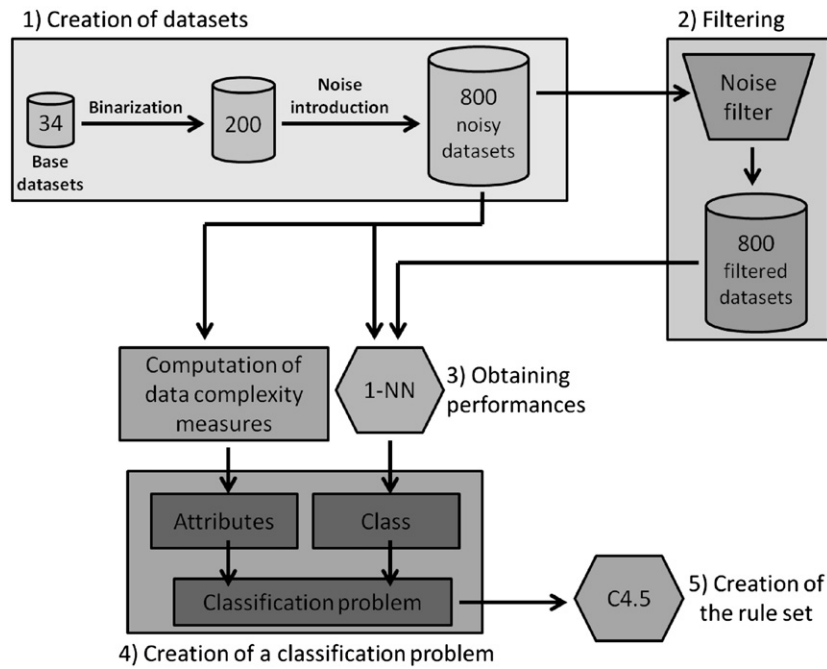 1) Creation of datasets
2) Filtering
34
Base
datasets
Binarization
200
Noise
introduction
800
noisy
datasets
Noise
filter
800
filtered
datasets
Computation of
data complexity
measures
1-NN
3) Obtaining
performances
Attributes
Class
Classification problem
4) Creation of a classification problem
C4.5
5) Creation of
the rule set